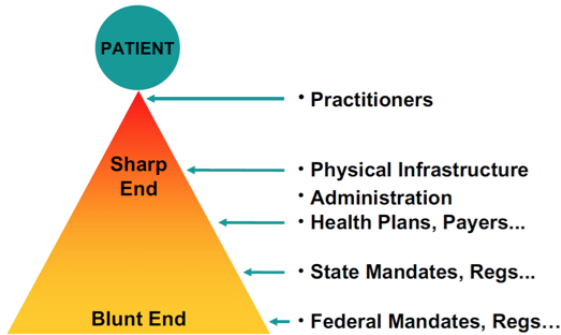 PATIENT
• Practitioners
Sharp
End
• Physical Infrastructure
• Administration
• Health Plans, Payers...
• State Mandates, Regs...
Blunt End
• Federal Mandates, Regs...